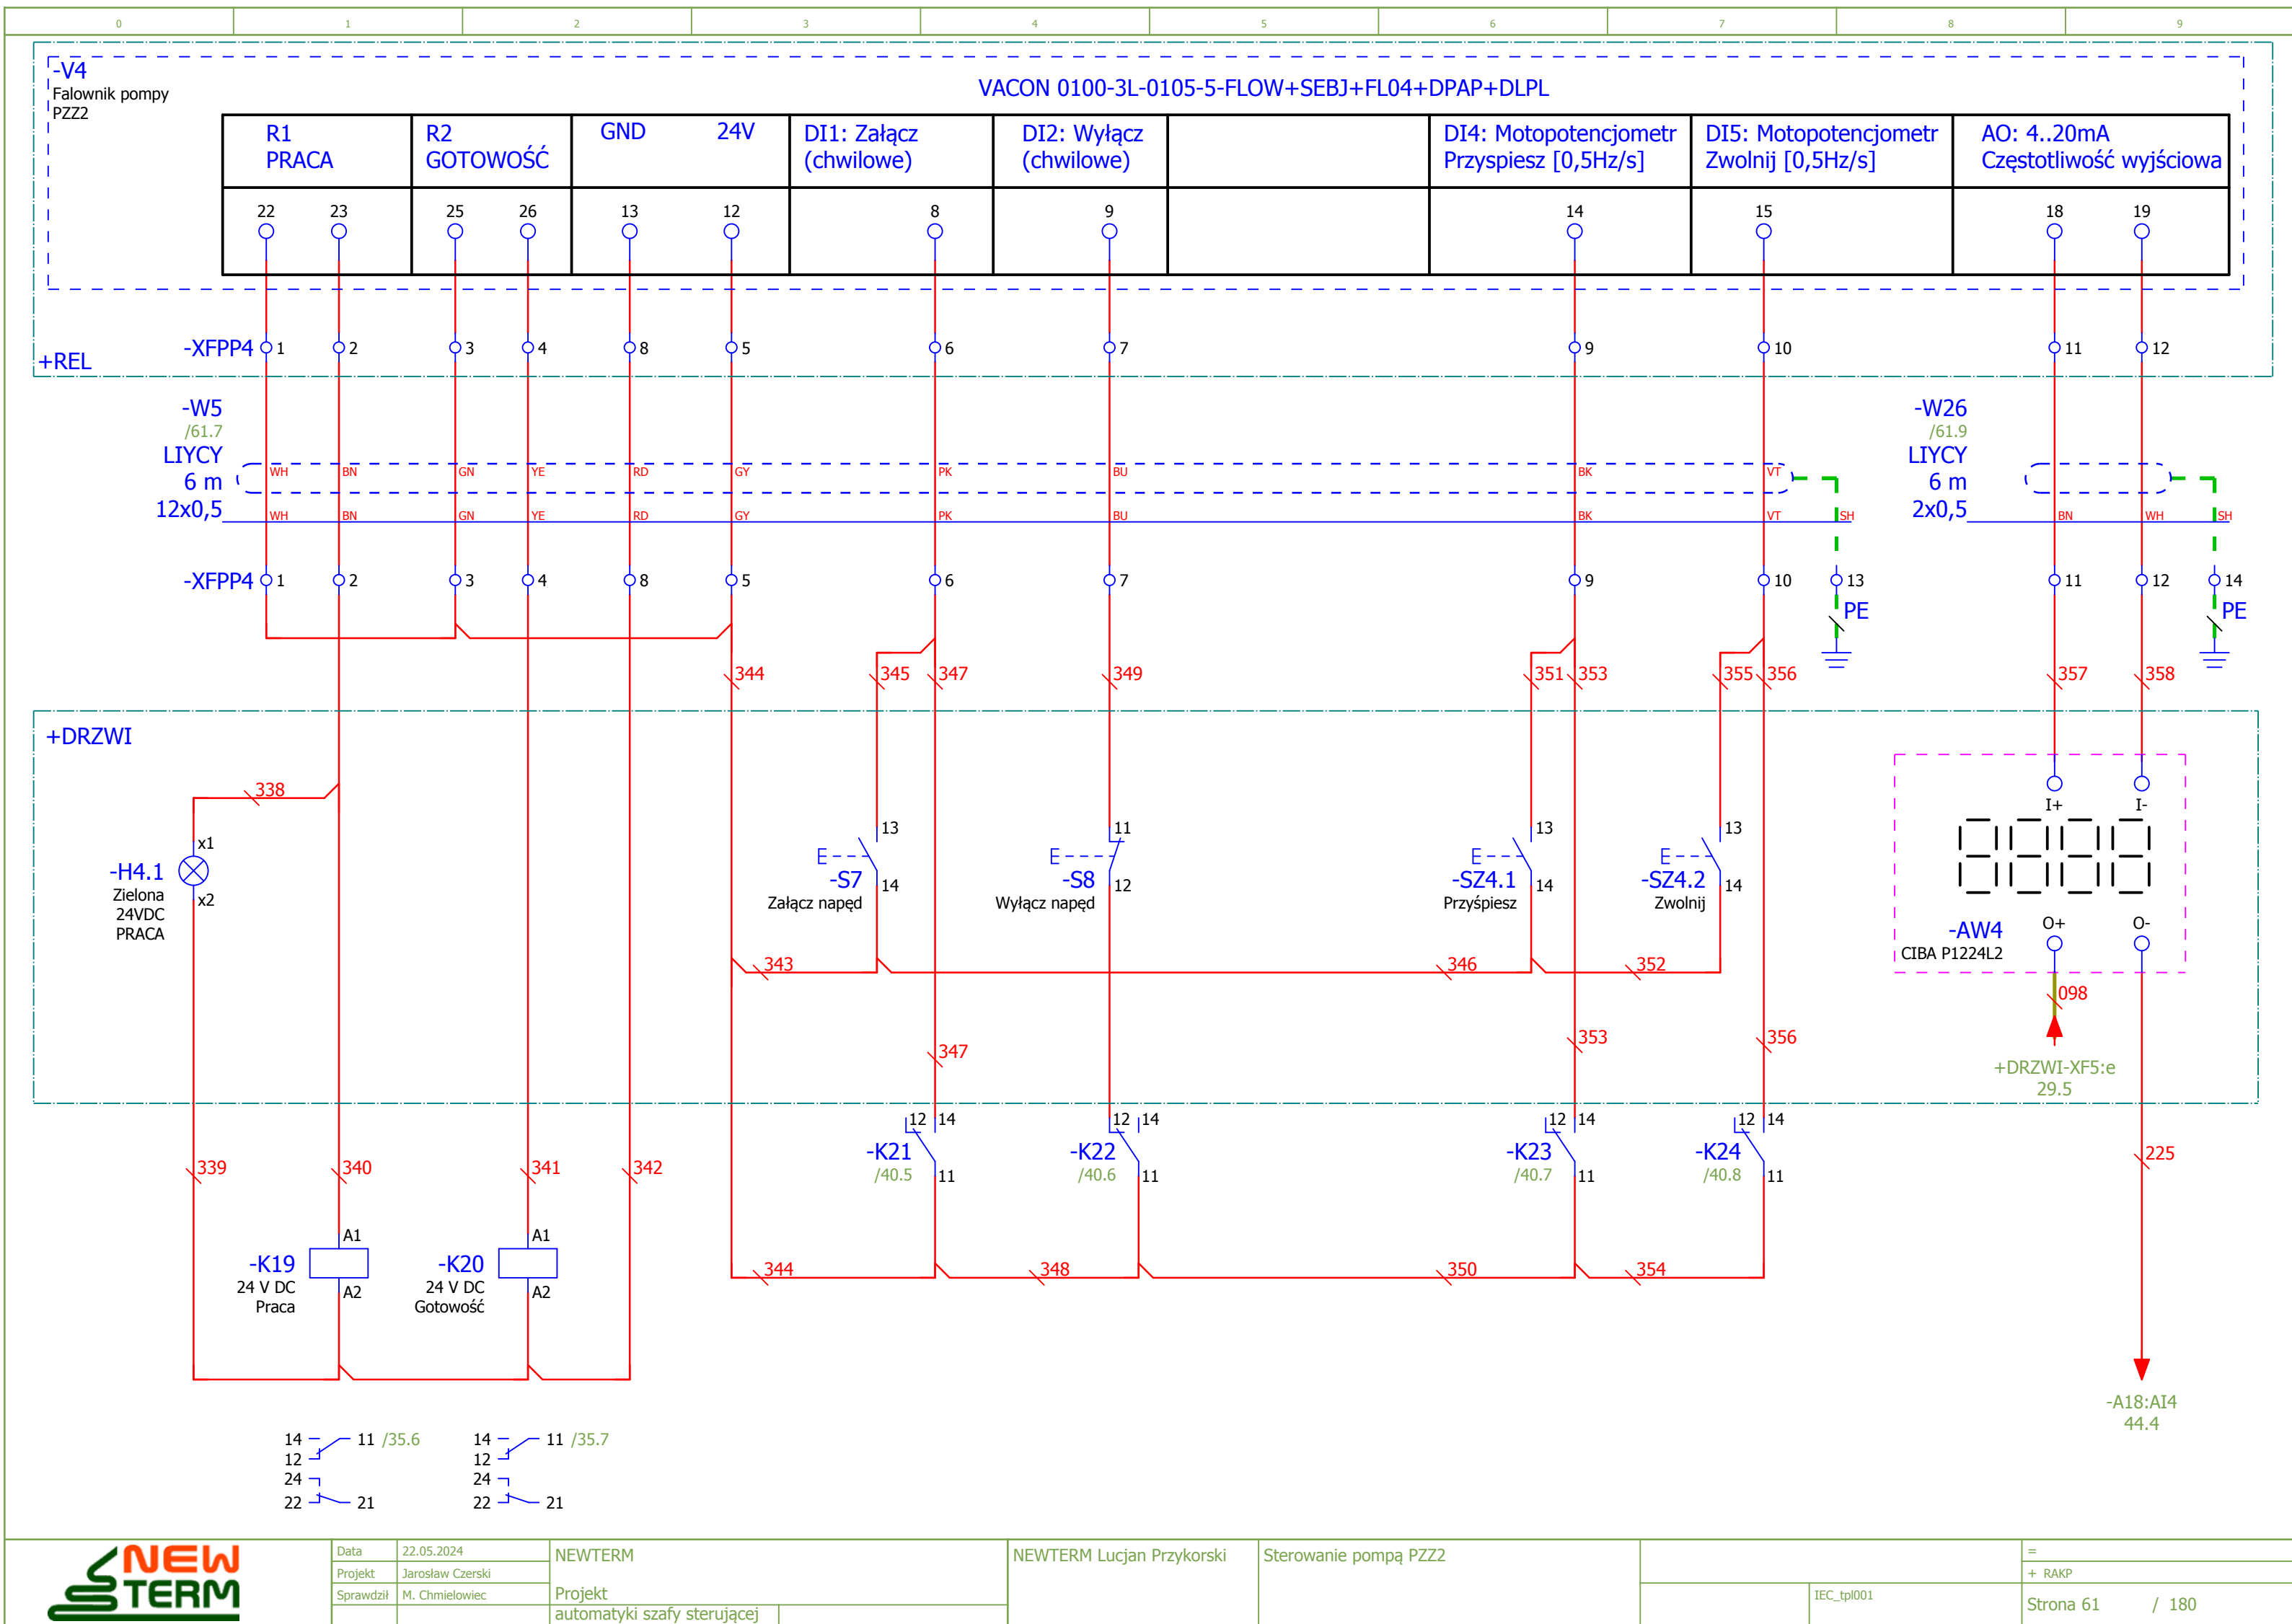 0 1 2 3 4 5 6 7 8 9
-V4
Falownik pompy
PZZ2
VACON 0100-3L-0105-5-FLOW+SEBJ+FL04+DPAP+DLPL
R1
PRACA
R2
GOTOWOŚĆ
GND 24V
DI1: Załącz
(chwilowe)
DI2: Wyłącz
(chwilowe)
DI4: Motopotencjometr
Przyspiesz [0,5Hz/s]
DI5: Motopotencjometr
Zwolnij [0,5Hz/s]
AO: 4..20mA
Częstotliwość wyjściowa
22 23 25 26 13 12 8 9 14 15 18 19
-XFPP4 1 2 3 4 8 5 6 7 9 10 11 12
+REL
-W5
/61.7
LIYCY
6 m
12x0,5
-W26
/61.9
LIYCY
6 m
2x0,5
WH BN GN YE RD GY PK BU BK VT
WH BN GN YE RD GY PK BU BK VT SH BN WH SH
-XFPP4 1 2 3 4 8 5 6 7 9 10 13 11 12 14
PE PE
344 345 347 349 351 353 355 356 357 358
+DRZWI
338
x1
-H4.1
x2
Zielona
24VDC
PRACA
13
-S7
14
Załącz napęd
11
-S8
12
Wyłącz napęd
13
-SZ4.1
14
Przyśpiesz
13
-SZ4.2
14
Zwolnij
I+ I-
O+ O-
-AW4
CIBA P1224L2
343 346 352
098
347 353 356
+DRZWI-XF5:e
29.5
12 14
-K21
/40.5
11
12 14
-K22
/40.6
11
12 14
-K23
/40.7
11
12 14
-K24
/40.8
11
339 340 341 342 225
A1
-K19
24 V DC
A2
Praca
A1
-K20
24 V DC
A2
Gotowość
344 348 350 354
-A18:AI4
44.4
14 11 /35.6
12
24
22 21
14 11 /35.7
12
24
22 21
NEW
TERM
Data 22.05.2024
Projekt Jarosław Czerski
Sprawdził M. Chmielowiec
NEWTERM
Projekt
automatyki szafy sterującej
NEWTERM Lucjan Przykorski
Sterowanie pompą PZZ2
IEC_tpl001
=
+ RAKP
Strona 61 / 180